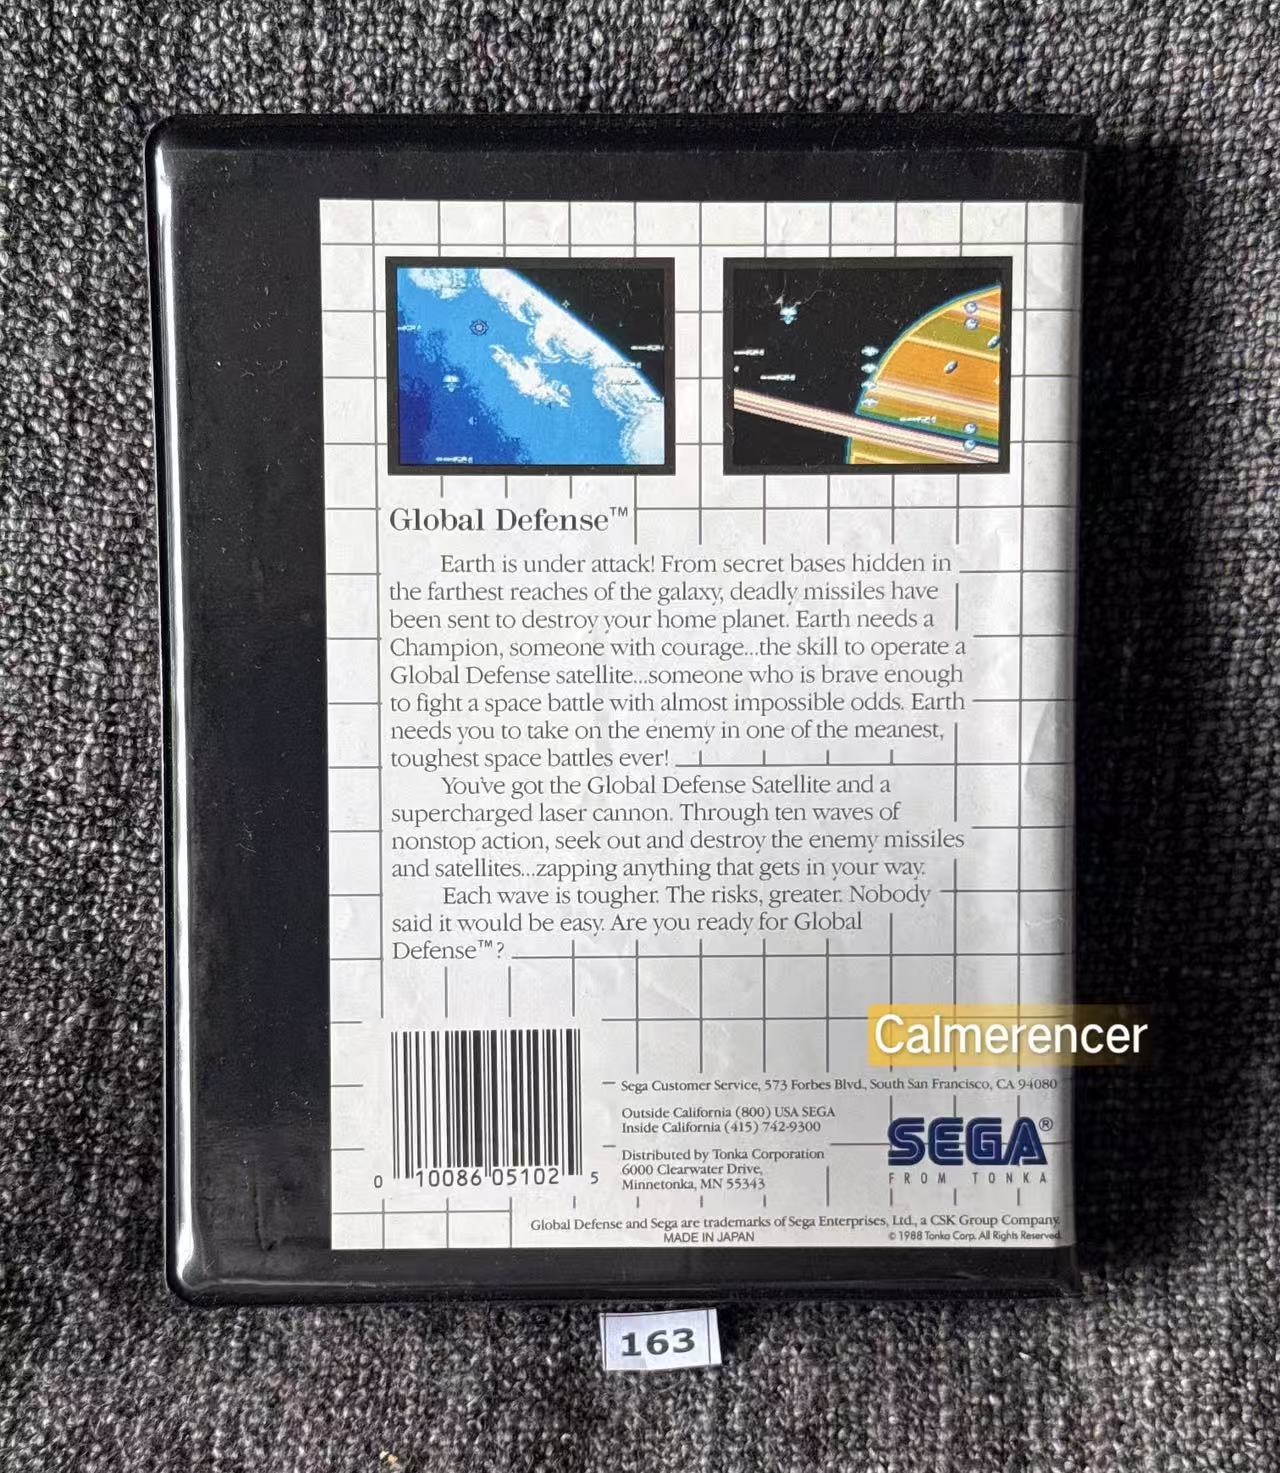 Global Defense™
Earth is under attack! From secret bases hidden in
the farthest reaches of the galaxy, deadly missiles have
been sent to destroy your home planet. Earth needs a
Champion, someone with courage...the skill to operate a
Global Defense satellite...someone who is brave enough
to fight a space battle with almost impossible odds. Earth
needs you to take on the enemy in one of the meanest,
toughest space battles ever!
You've got the Global Defense Satellite and a
supercharged laser cannon. Through ten waves of
nonstop action, seek out and destroy the enemy missiles
and satellites...zapping anything that gets in your way.
Each wave is tougher. The risks, greater. Nobody
said it would be easy. Are you ready for Global
Defense™?
Calmerencer
Sega Customer Service, 573 Forbes Blvd., South San Francisco, CA 94080
Outside California (800) USA SEGA
Inside California (415) 742-9300
Distributed by Tonka Corporation
6000 Clearwater Drive,
Minnetonka, MN 55343
SEGA®
FROM TONKA
0 10086 05102 5
Global Defense and Sega are trademarks of Sega Enterprises, Ltd., a CSK Group Company.
MADE IN JAPAN
© 1988 Tonka Corp. All Rights Reserved.
163